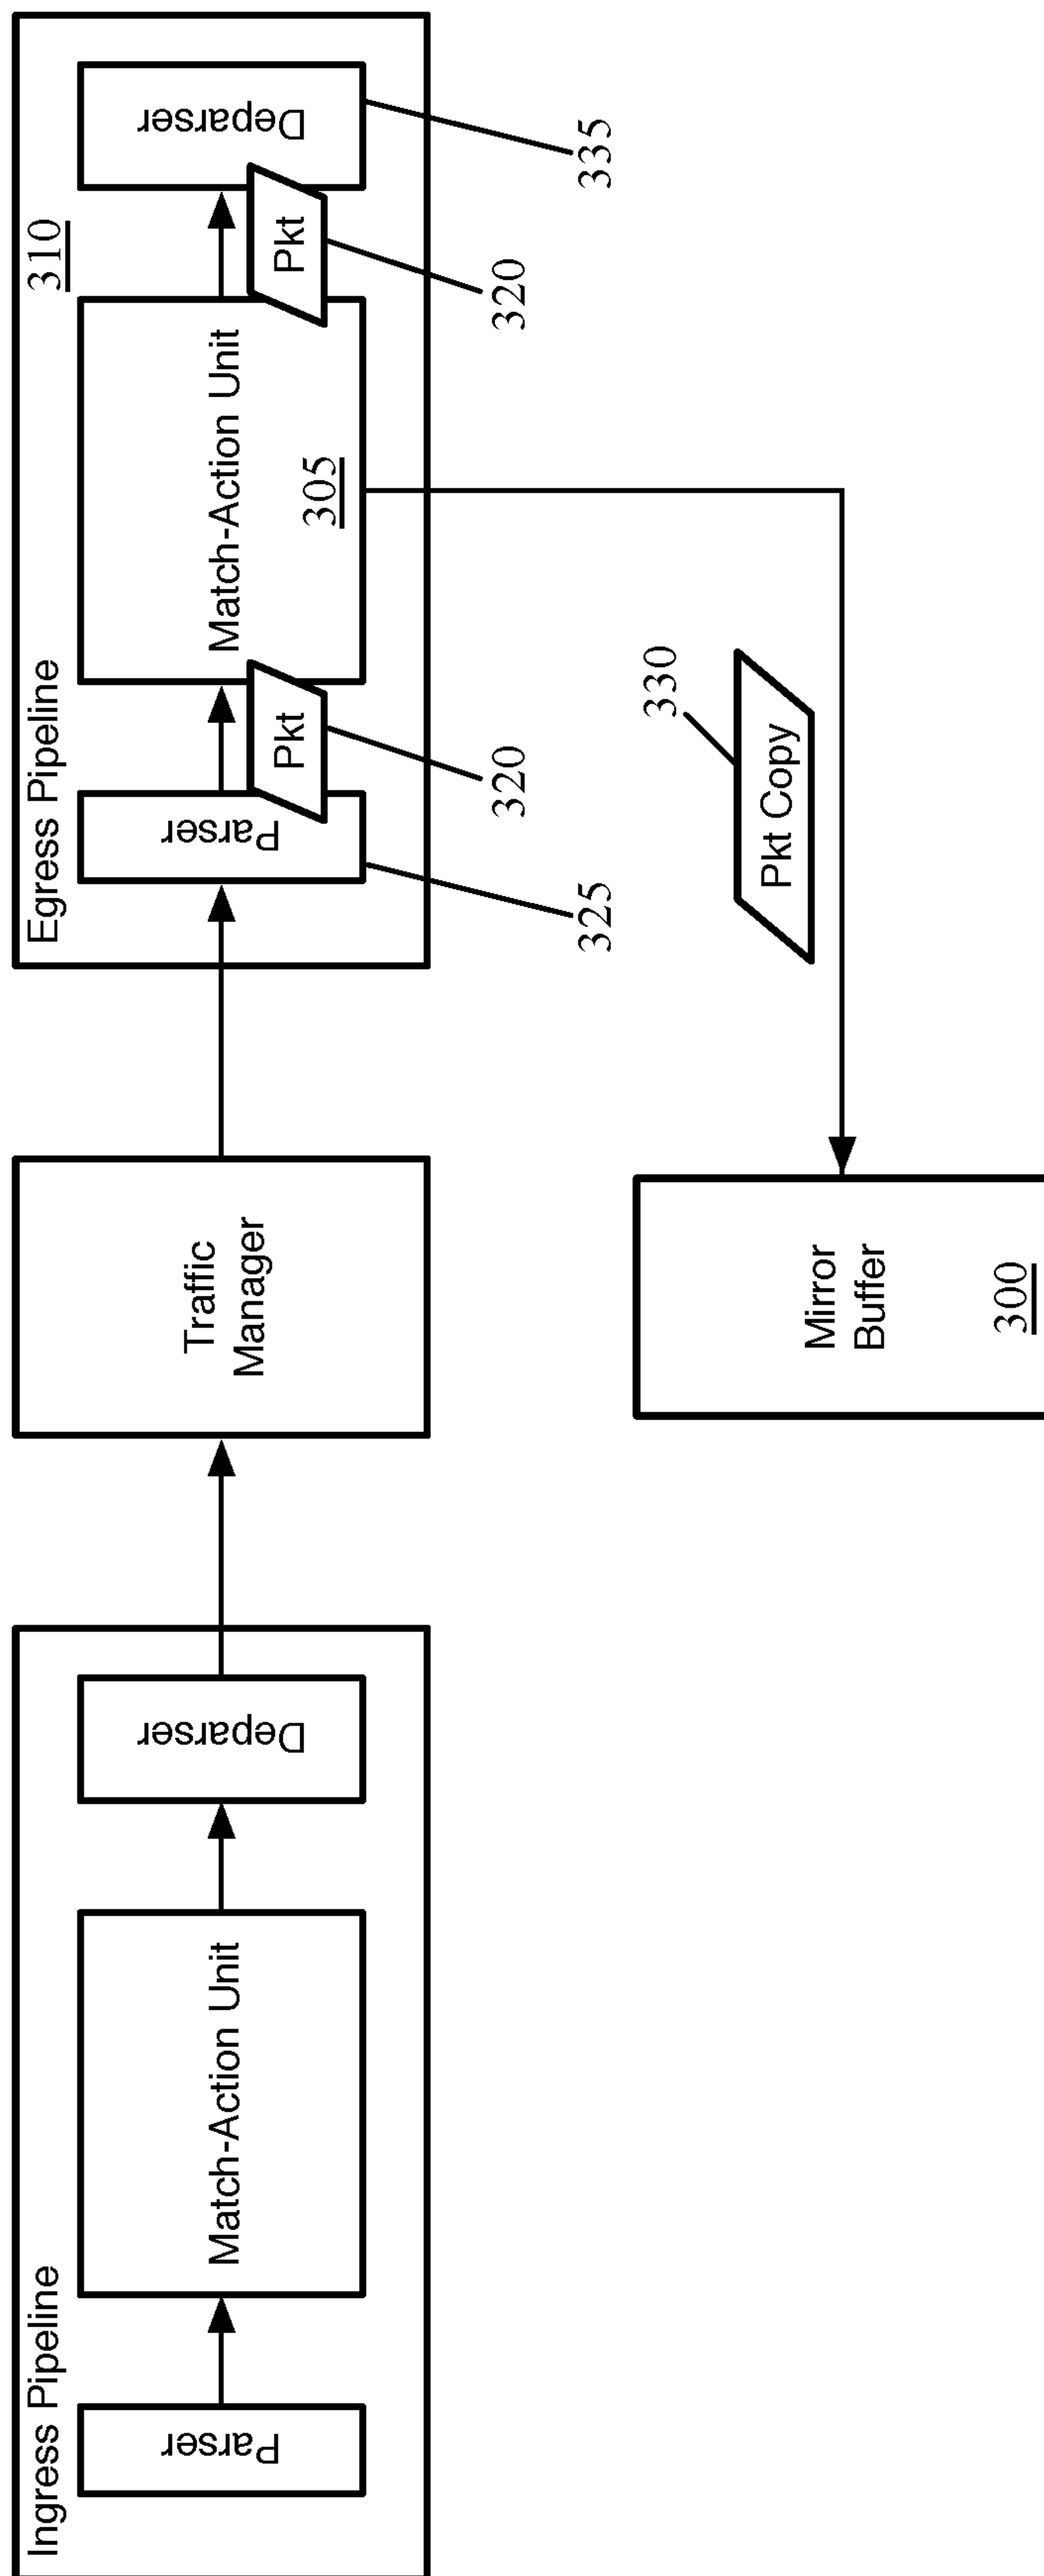 Ingress Pipeline
Parser
Match-Action Unit
Deparser
Traffic
Manager
Egress Pipeline
310
Parser
Pkt
Match-Action Unit
305
Pkt
Deparser
325
320
320
335
330
Pkt Copy
Mirror
Buffer
300